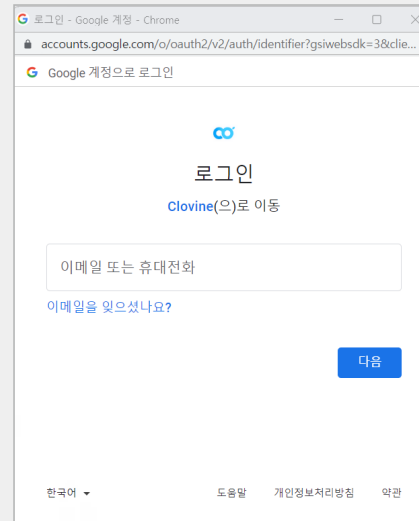 로그인 - Google 계정 - Chrome
accounts.google.com/o/oauth2/v2/auth/identifier?gsiwebsdk=3&clie...
Google 계정으로 로그인
로그인
Clovine(으)로 이동
이메일 또는 휴대전화
이메일을 잊으셨나요?
다음
한국어 도움말 개인정보처리방침 약관